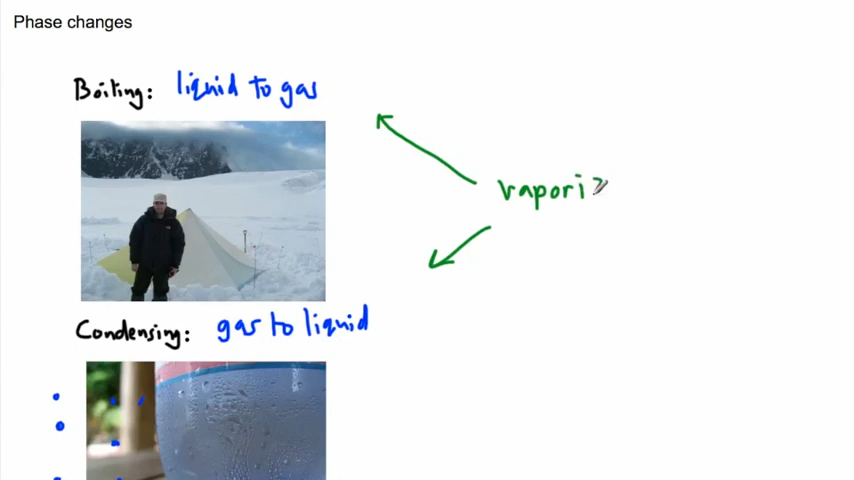 Phase changes
Boiling: liquid to gas
vapori
Condensing: gas to liquid